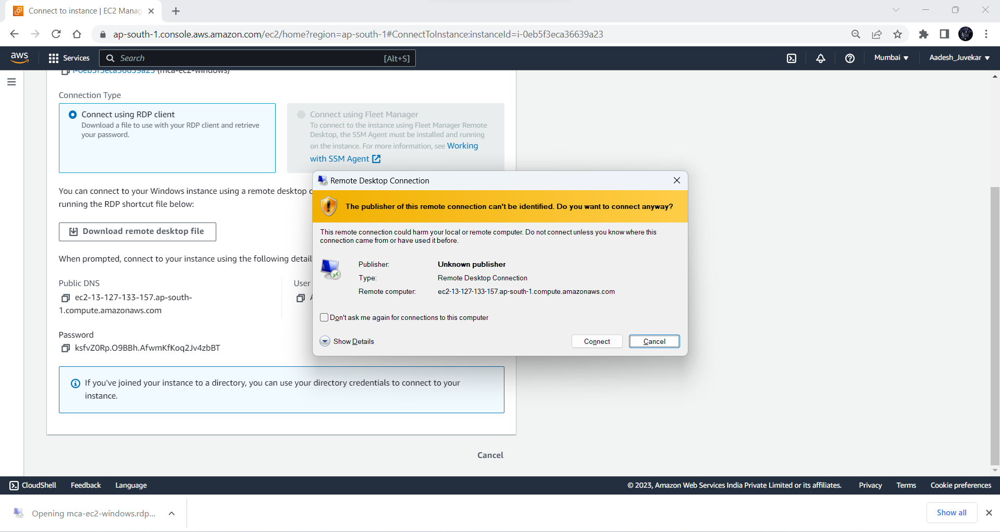 Connect to instance | EC2 Manag
ap-south-1.console.aws.amazon.com/ec2/home?region=ap-south-1#ConnectToInstance:instanceId=i-0eb5f3eca36639a23
aws
Services
Search
[Alt+S]
Mumbai
Aadesh_Juvekar
i-0eb5f3eca36639a23 (mca-ec2-windows)
Connection Type
Connect using RDP client
Download a file to use with your RDP client and retrieve
your password.
Connect using Fleet Manager
To connect to the instance using Fleet Manager Remote
Desktop, the SSM Agent must be installed and running
on the instance. For more information, see Working
with SSM Agent
You can connect to your Windows instance using a remote desktop c
running the RDP shortcut file below:
Download remote desktop file
When prompted, connect to your instance using the following detail
Public DNS
ec2-13-127-133-157.ap-south-
1.compute.amazonaws.com
User
Password
ksfvZ0Rp.O9BBh.AfwmKfKoq2Jv4zbBT
If you've joined your instance to a directory, you can use your directory credentials to connect to your
instance.
Cancel
Remote Desktop Connection
The publisher of this remote connection can't be identified. Do you want to connect anyway?
This remote connection could harm your local or remote computer. Do not connect unless you know where this
connection came from or have used it before.
Publisher: Unknown publisher
Type: Remote Desktop Connection
Remote computer: ec2-13-127-133-157.ap-south-1.compute.amazonaws.com
Don't ask me again for connections to this computer
Show Details
Connect
Cancel
CloudShell
Feedback
Language
© 2023, Amazon Web Services India Private Limited or its affiliates.
Privacy
Terms
Cookie preferences
Opening mca-ec2-windows.rdp...
Show all